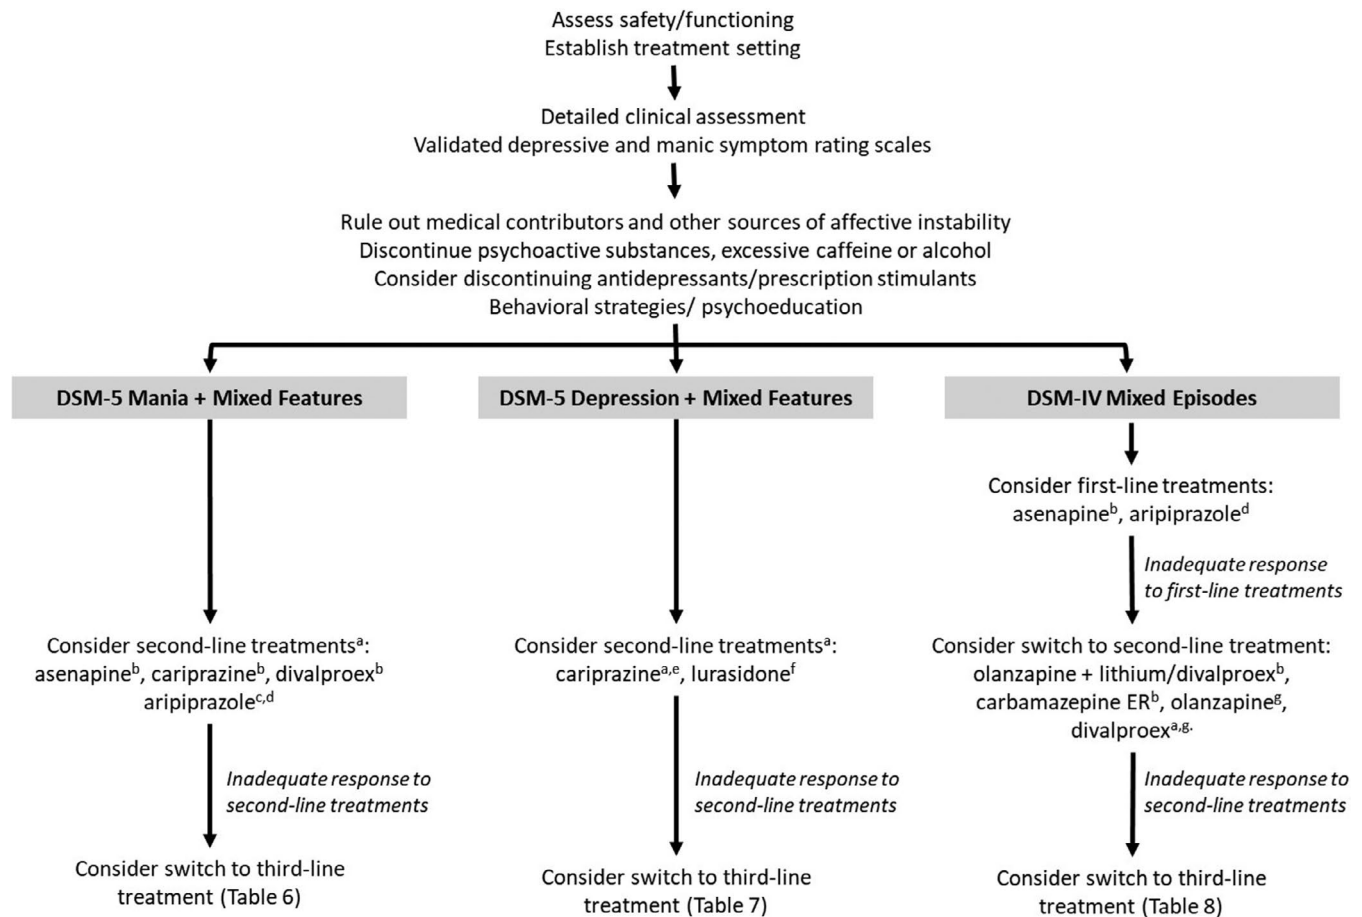 Assess safety/functioning
Establish treatment setting
Detailed clinical assessment
Validated depressive and manic symptom rating scales
Rule out medical contributors and other sources of affective instability
Discontinue psychoactive substances, excessive caffeine or alcohol
Consider discontinuing antidepressants/prescription stimulants
Behavioral strategies/ psychoeducation
DSM-5 Mania + Mixed Features
Consider second-line treatmentsᵃ:
asenapineᵇ, cariprazineᵇ, divalproexᵇ
aripiprazoleᶜ,ᵈ
Inadequate response to
second-line treatments
Consider switch to third-line
treatment (Table 6)
DSM-5 Depression + Mixed Features
Consider second-line treatmentsᵃ:
cariprazineᵃ,ᵉ, lurasidoneᶠ
Inadequate response to
second-line treatments
Consider switch to third-line
treatment (Table 7)
DSM-IV Mixed Episodes
Consider first-line treatments:
asenapineᵇ, aripiprazoleᵈ
Inadequate response
to first-line treatments
Consider switch to second-line treatment:
olanzapine + lithium/divalproexᵇ,
carbamazepine ERᵇ, olanzapineᵍ,
divalproexᵃ,ᵍ.
Inadequate response to
second-line treatments
Consider switch to third-line
treatment (Table 8)